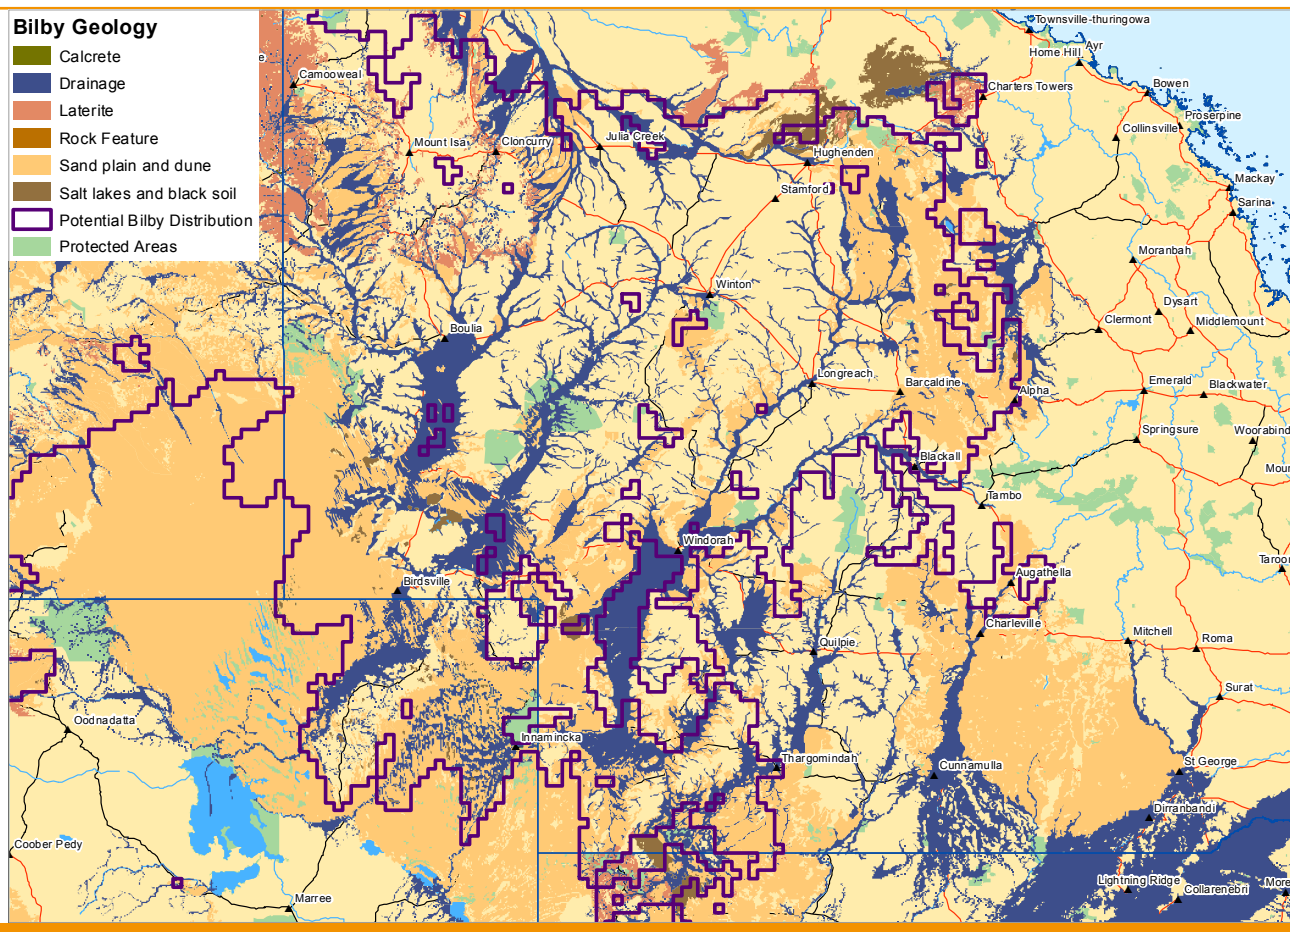 Bilby Geology
Calcrete
Drainage
Laterite
Rock Feature
Sand plain and dune
Salt lakes and black soil
Potential Bilby Distribution
Protected Areas
e
Townsville-thuringowa
Home Hill
Ayr
Camooweal
Charters Towers
Bowen
Proserpine
Collinsville
Mount Isa
Cloncurry
Julia Creek
Hughenden
Stamford
Mackay
Sarina
Moranbah
Winton
Dysart
Boulia
Clermont
Middlemount
Longreach
Barcaldine
Alpha
Emerald
Blackwater
Springsure
Woorabind
Blackall
Mour
Tambo
Windorah
Taroo
Birdsville
Augathella
Charleville
Mitchell
Roma
Quilpie
Surat
Oodnadatta
Innamincka
Thargomindah
Cunnamulla
St George
Dirranbandi
Coober Pedy
Lightning Ridge
Collarenebri
More
Marree